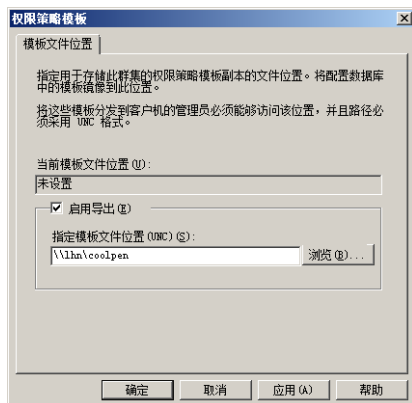 权限策略模板
模板文件位置
指定用于存储此群集的权限策略模板副本的文件位置。将配置数据库
中的模板镜像到此位置。
将这些模板分发到客户机的管理员必须能够访问该位置，并且路径必
须采用 UNC 格式。
当前模板文件位置(U):
未设置
启用导出(E)
指定模板文件位置(UNC)(S):
\\lhn\coolpen
浏览(B)...
确定
取消
应用(A)
帮助